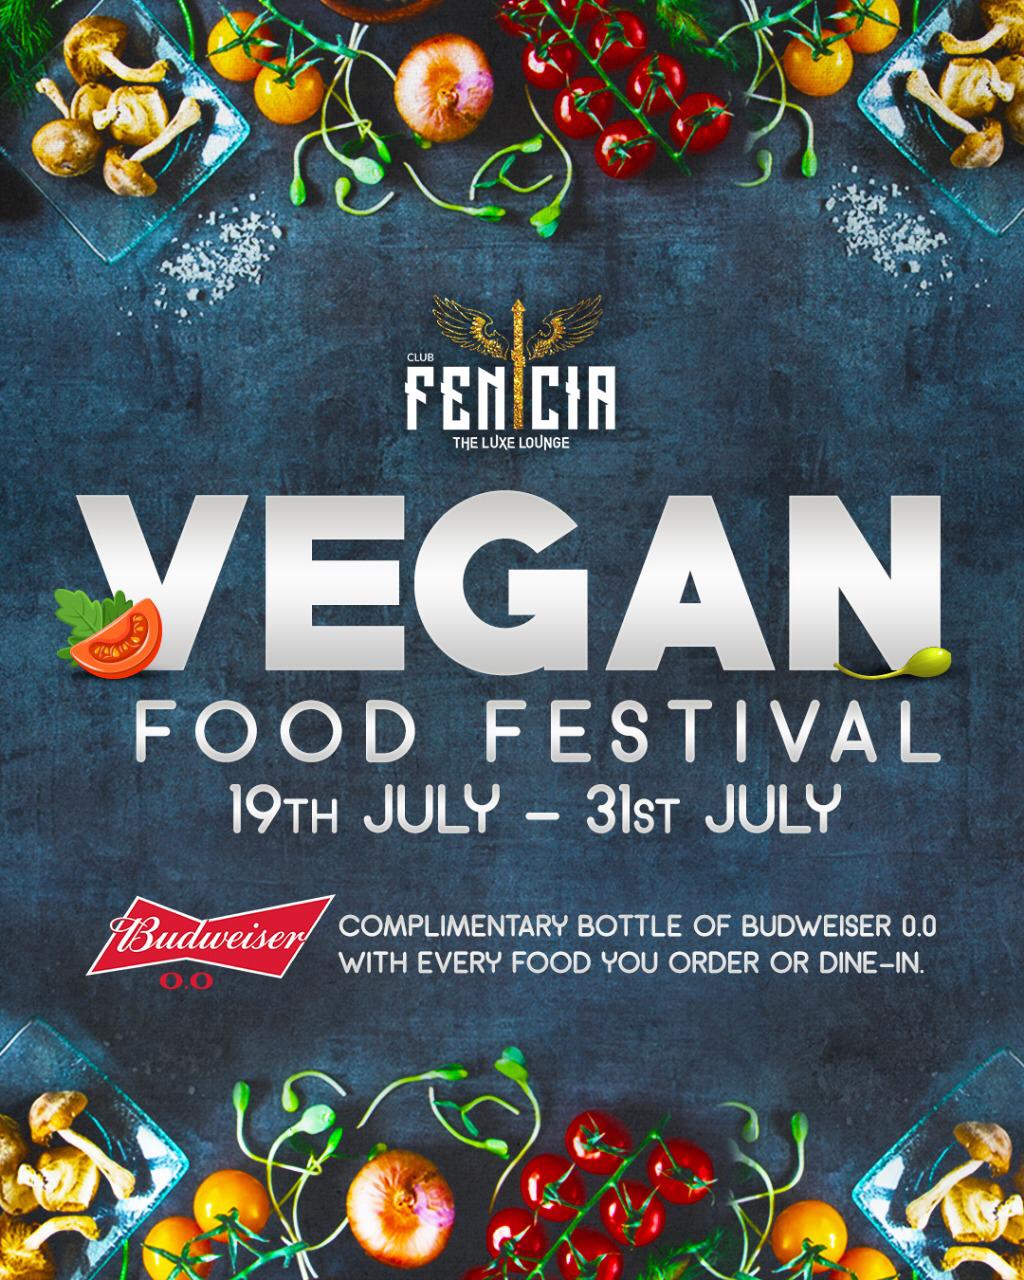 CLUB
FENICIA
THE LUXE LOUNGE
VEGAN
FOOD FESTIVAL
19TH JULY – 31ST JULY
Budweiser
0.0
COMPLIMENTARY BOTTLE OF BUDWEISER 0.0
WITH EVERY FOOD YOU ORDER OR DINE-IN.